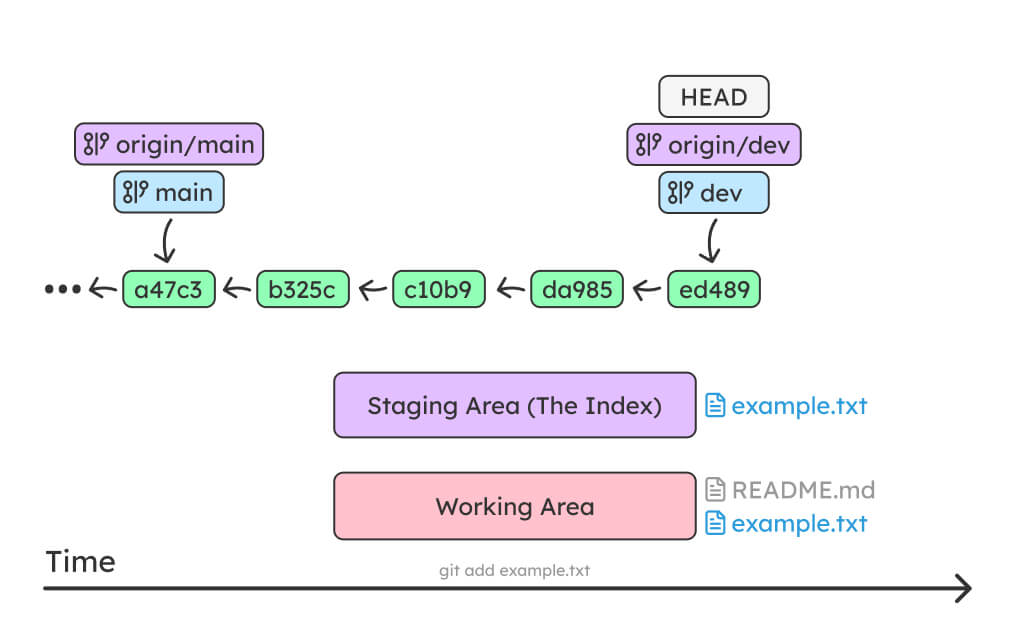 HEAD
origin/main
origin/dev
main
dev
a47c3
b325c
c10b9
da985
ed489
Staging Area (The Index)
example.txt
Working Area
README.md
example.txt
Time
git add example.txt